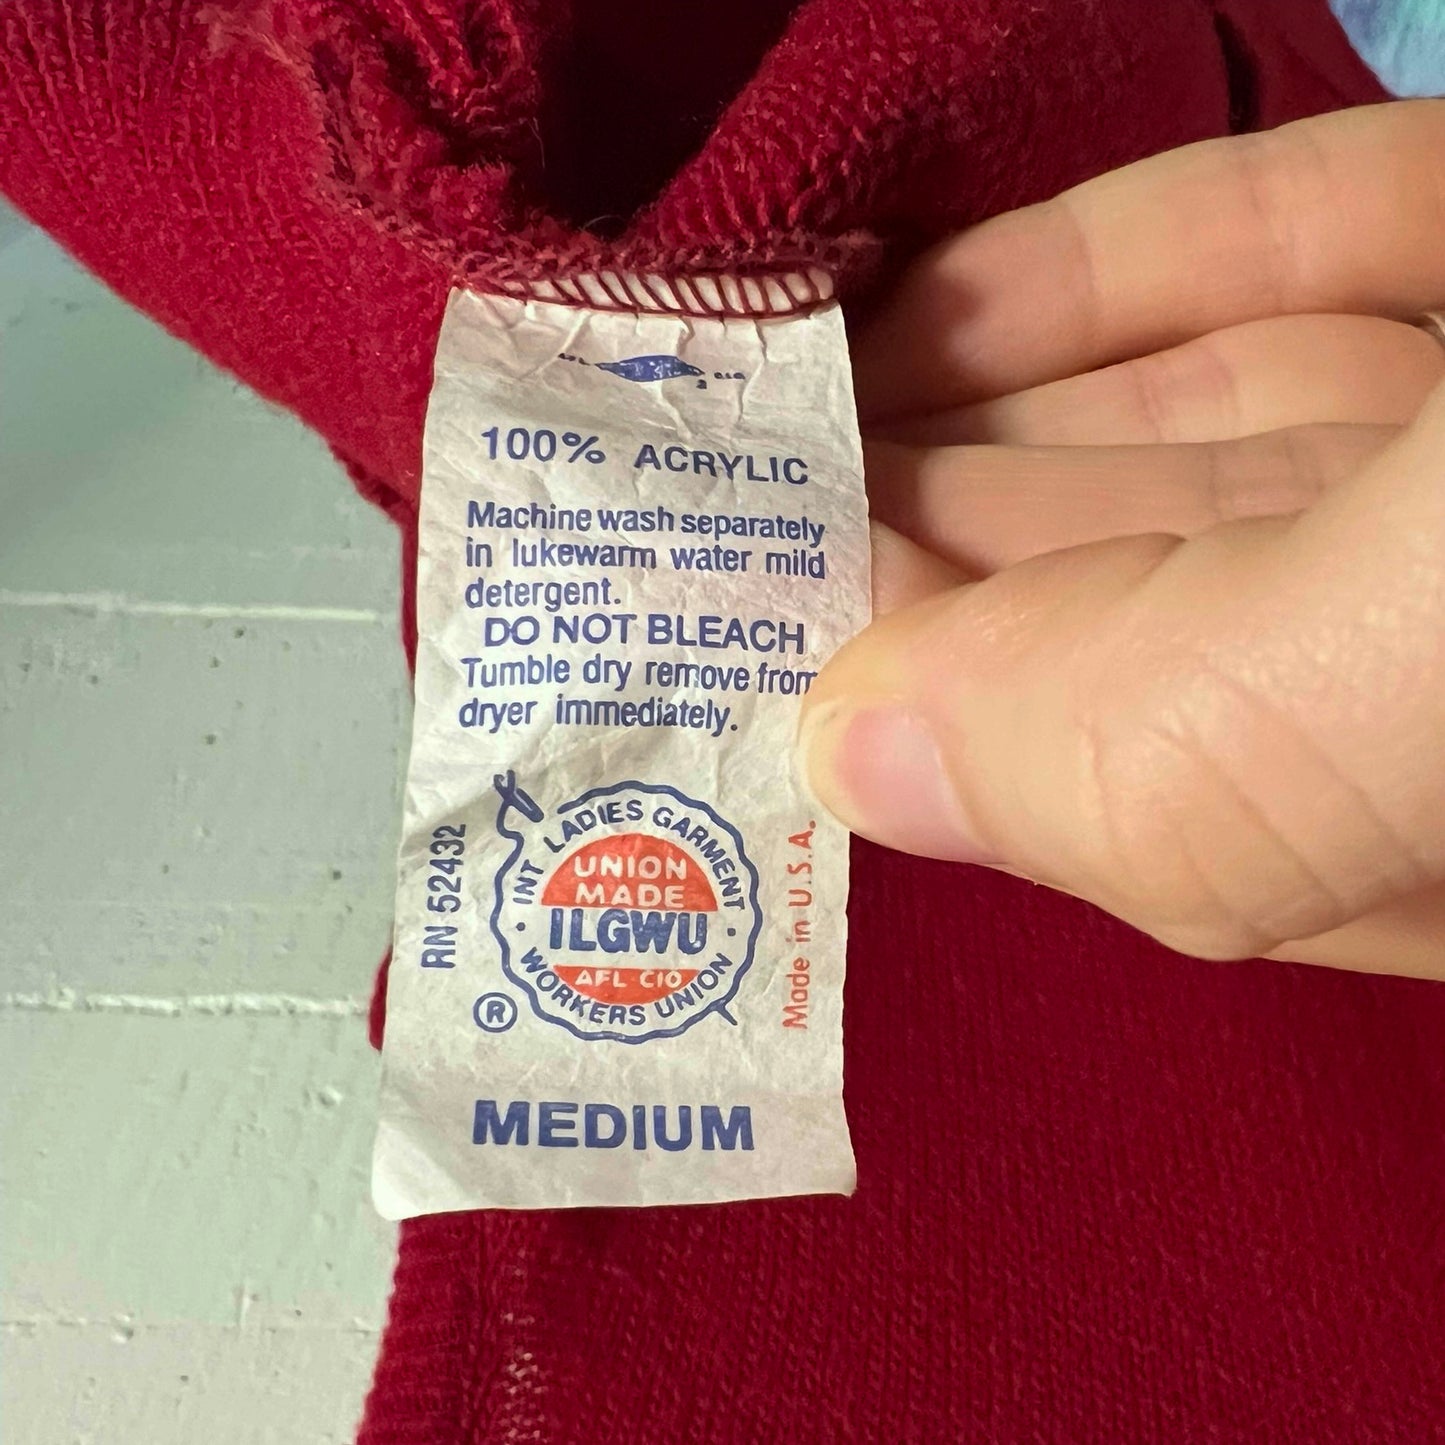 100% ACRYLIC
Machine wash separately
in lukewarm water mild
detergent.
DO NOT BLEACH
Tumble dry remove from
dryer immediately.
RN 52432
INT LADIES GARMENT
UNION
MADE
ILGWU
AFL-CIO
WORKERS UNION
®
Made in U.S.A.
MEDIUM